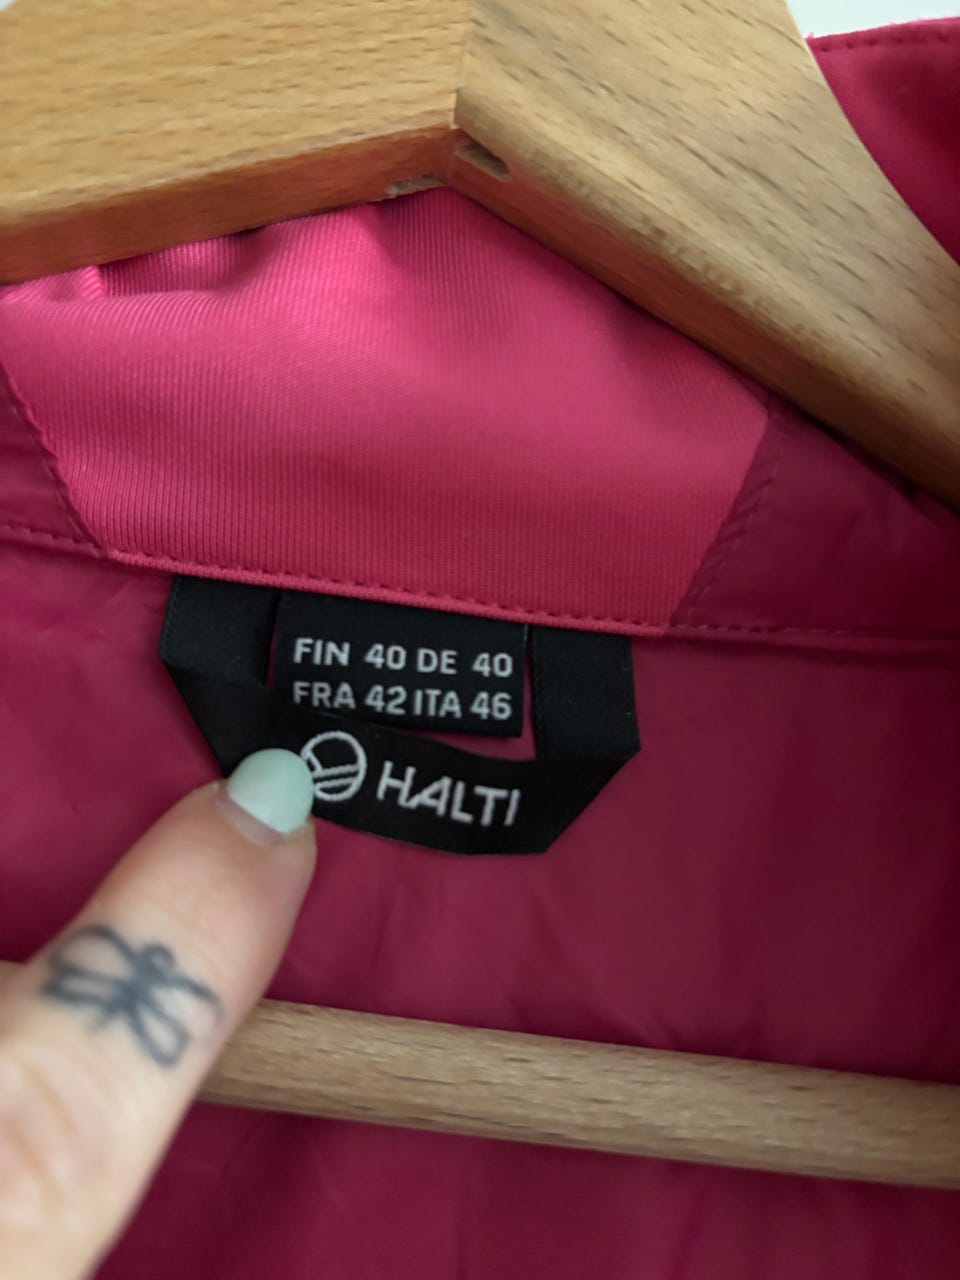 FIN 40 DE 40
FRA 42 ITA 46
HALTI